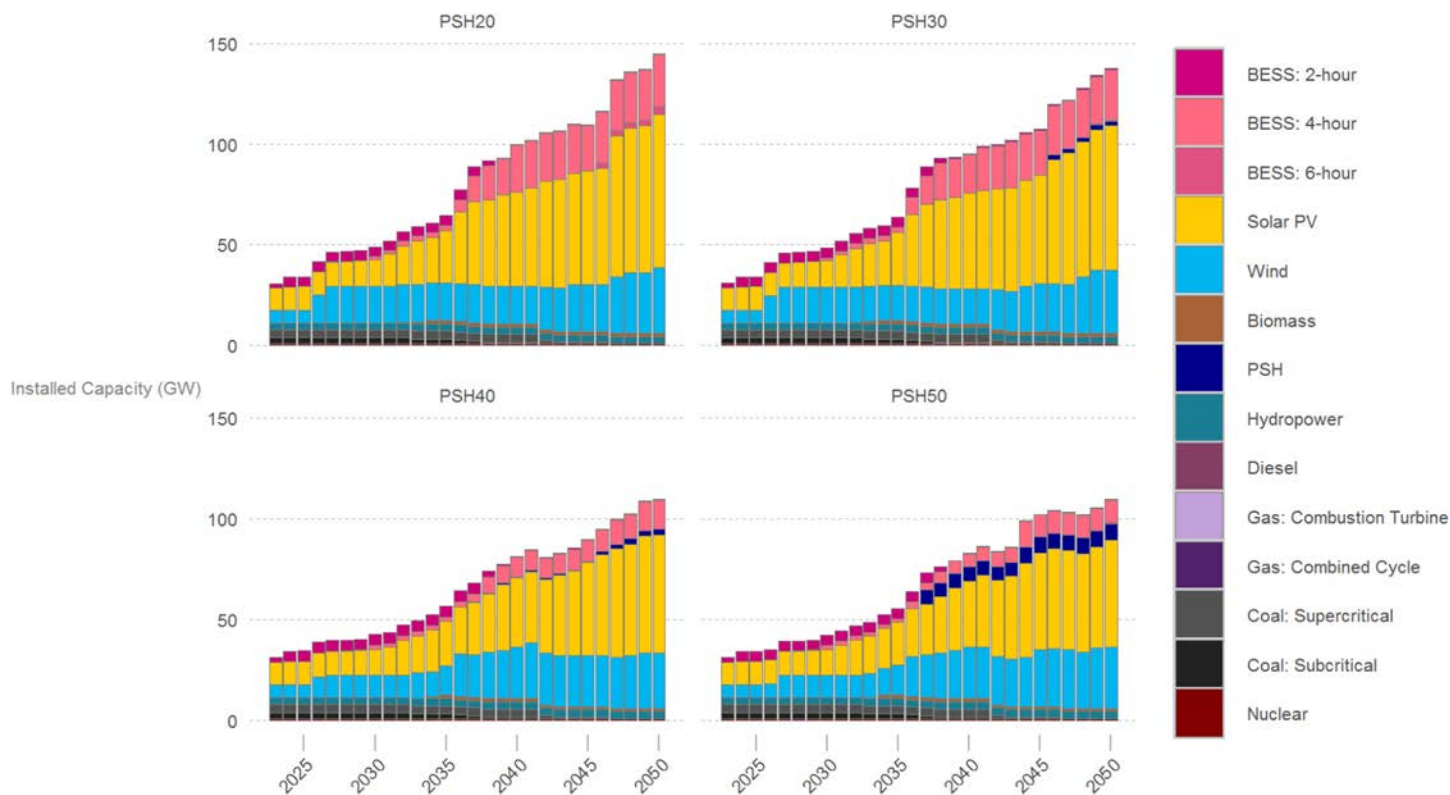 PSH20
PSH30
150
100
50
0
Installed Capacity (GW)
PSH40
PSH50
150
100
50
0
2025
2030
2035
2040
2045
2050
2025
2030
2035
2040
2045
2050
BESS: 2-hour
BESS: 4-hour
BESS: 6-hour
Solar PV
Wind
Biomass
PSH
Hydropower
Diesel
Gas: Combustion Turbine
Gas: Combined Cycle
Coal: Supercritical
Coal: Subcritical
Nuclear